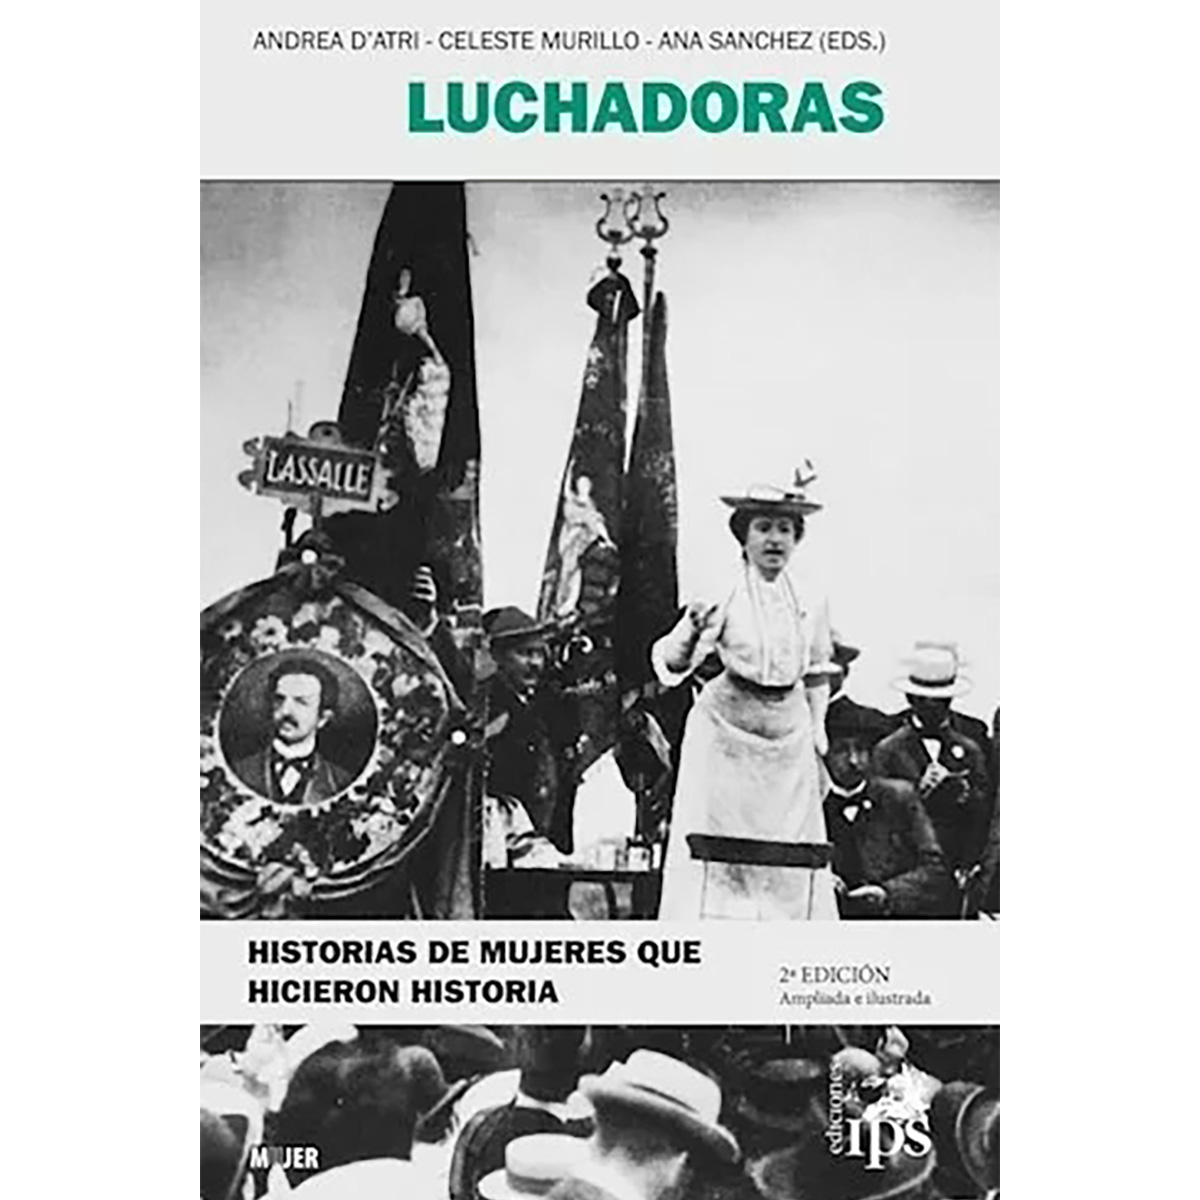 ANDREA D'ATRI - CELESTE MURILLO - ANA SANCHEZ (EDS.)
LUCHADORAS
LASSALLE
HISTORIAS DE MUJERES QUE
HICIERON HISTORIA
2ª EDICIÓN
Ampliada e ilustrada
ediciones
ips
MUJER